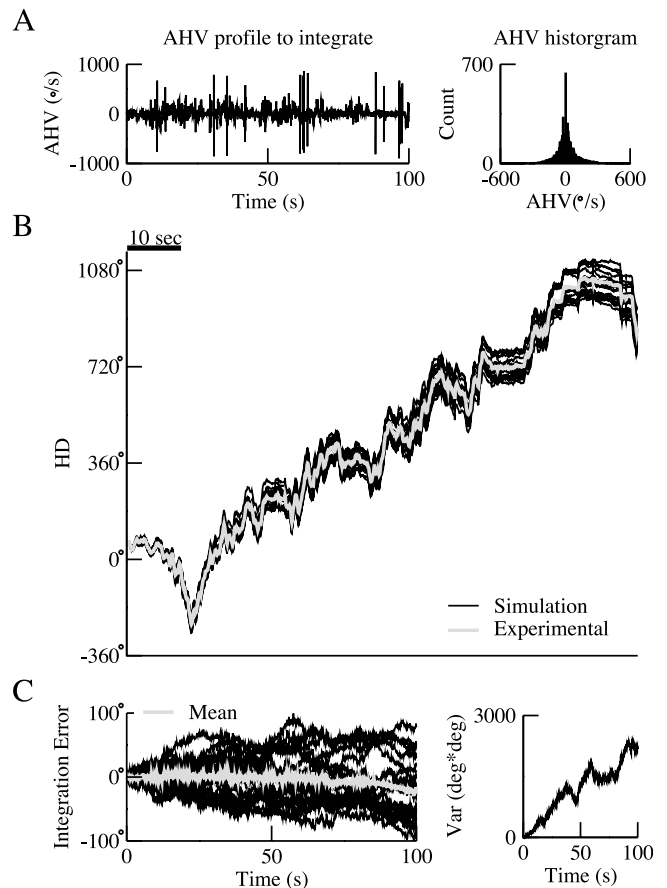 A
AHV profile to integrate
AHV historgram
1000
0
-1000
AHV (°/s)
0
50
100
Time (s)
700
0
Count
-600
0
600
AHV(°/s)
B
10 sec
1080°
720°
360°
0°
-360°
HD
Simulation
Experimental
C
100°
0°
-100°
Integration Error
Mean
0
50
100
Time (s)
3000
0
Var (deg*deg)
0
50
100
Time (s)